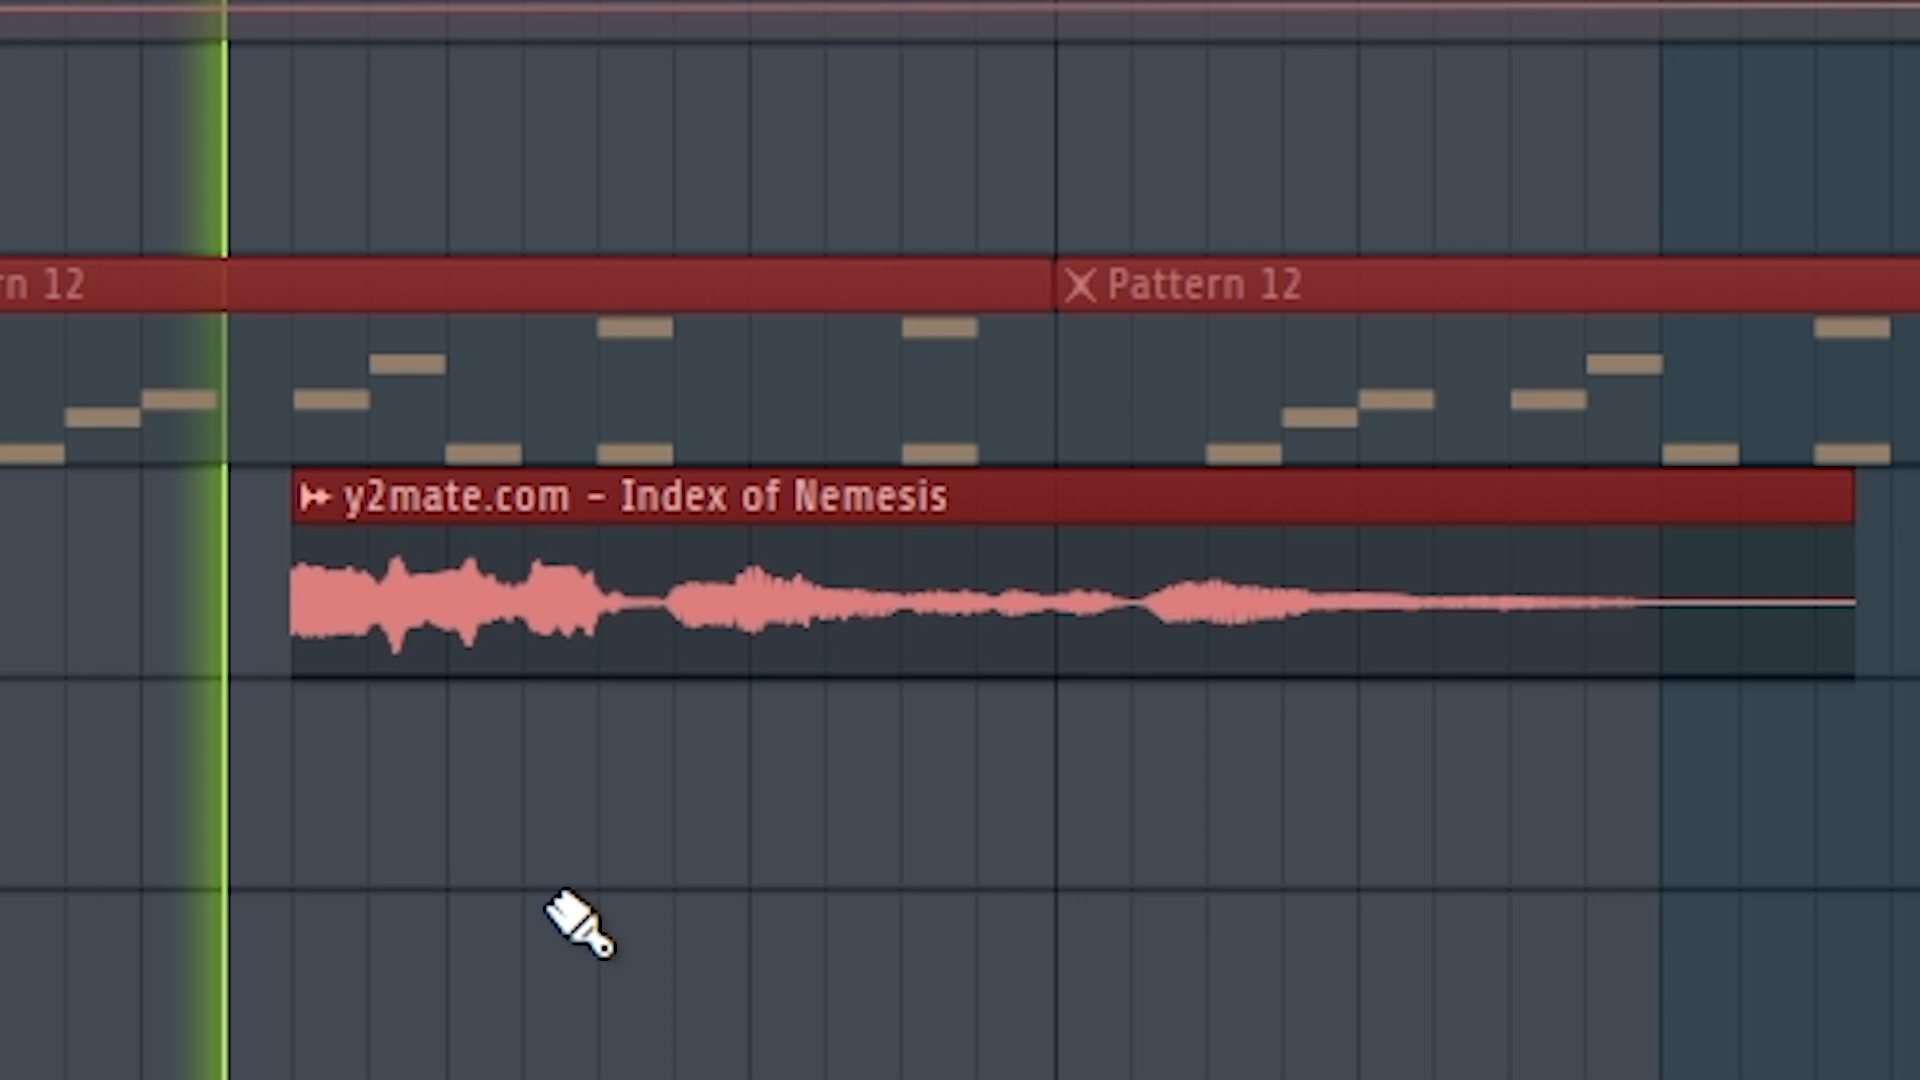 rn 12
Pattern 12
y2mate.com - Index of Nemesis